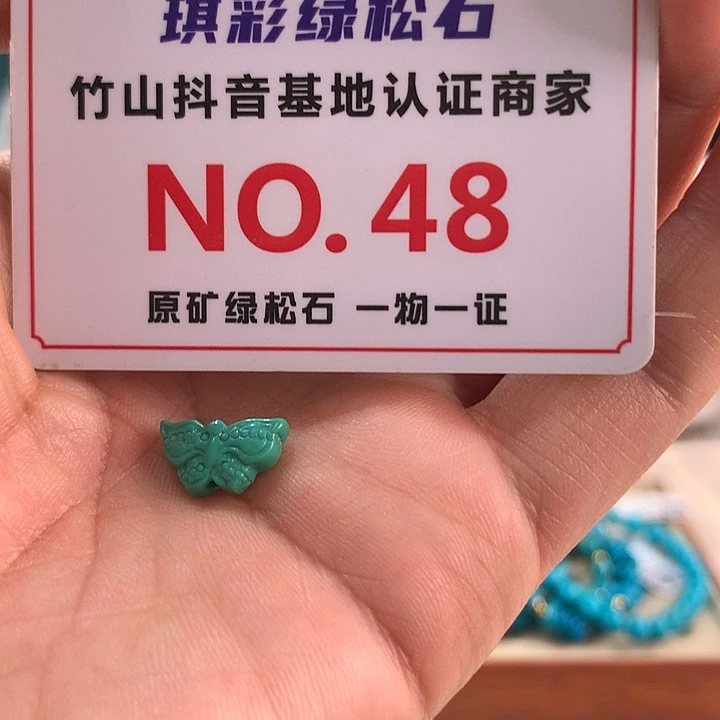 琪彩绿松石
竹山抖音基地认证商家
NO. 48
原矿绿松石 一物一证